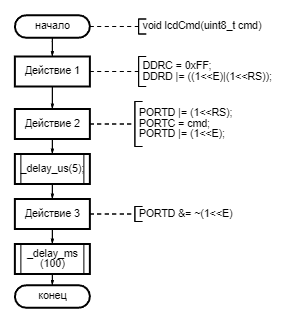 начало
void lcdCmd(uint8_t cmd)
Действие 1
DDRC = 0xFF;
DDRD |= ((1<<E)|(1<<RS));
Действие 2
PORTD |= (1<<RS);
PORTC = cmd;
PORTD |= (1<<E);
_delay_us(5);
Действие 3
PORTD &= ~(1<<E)
_delay_ms
(100)
конец